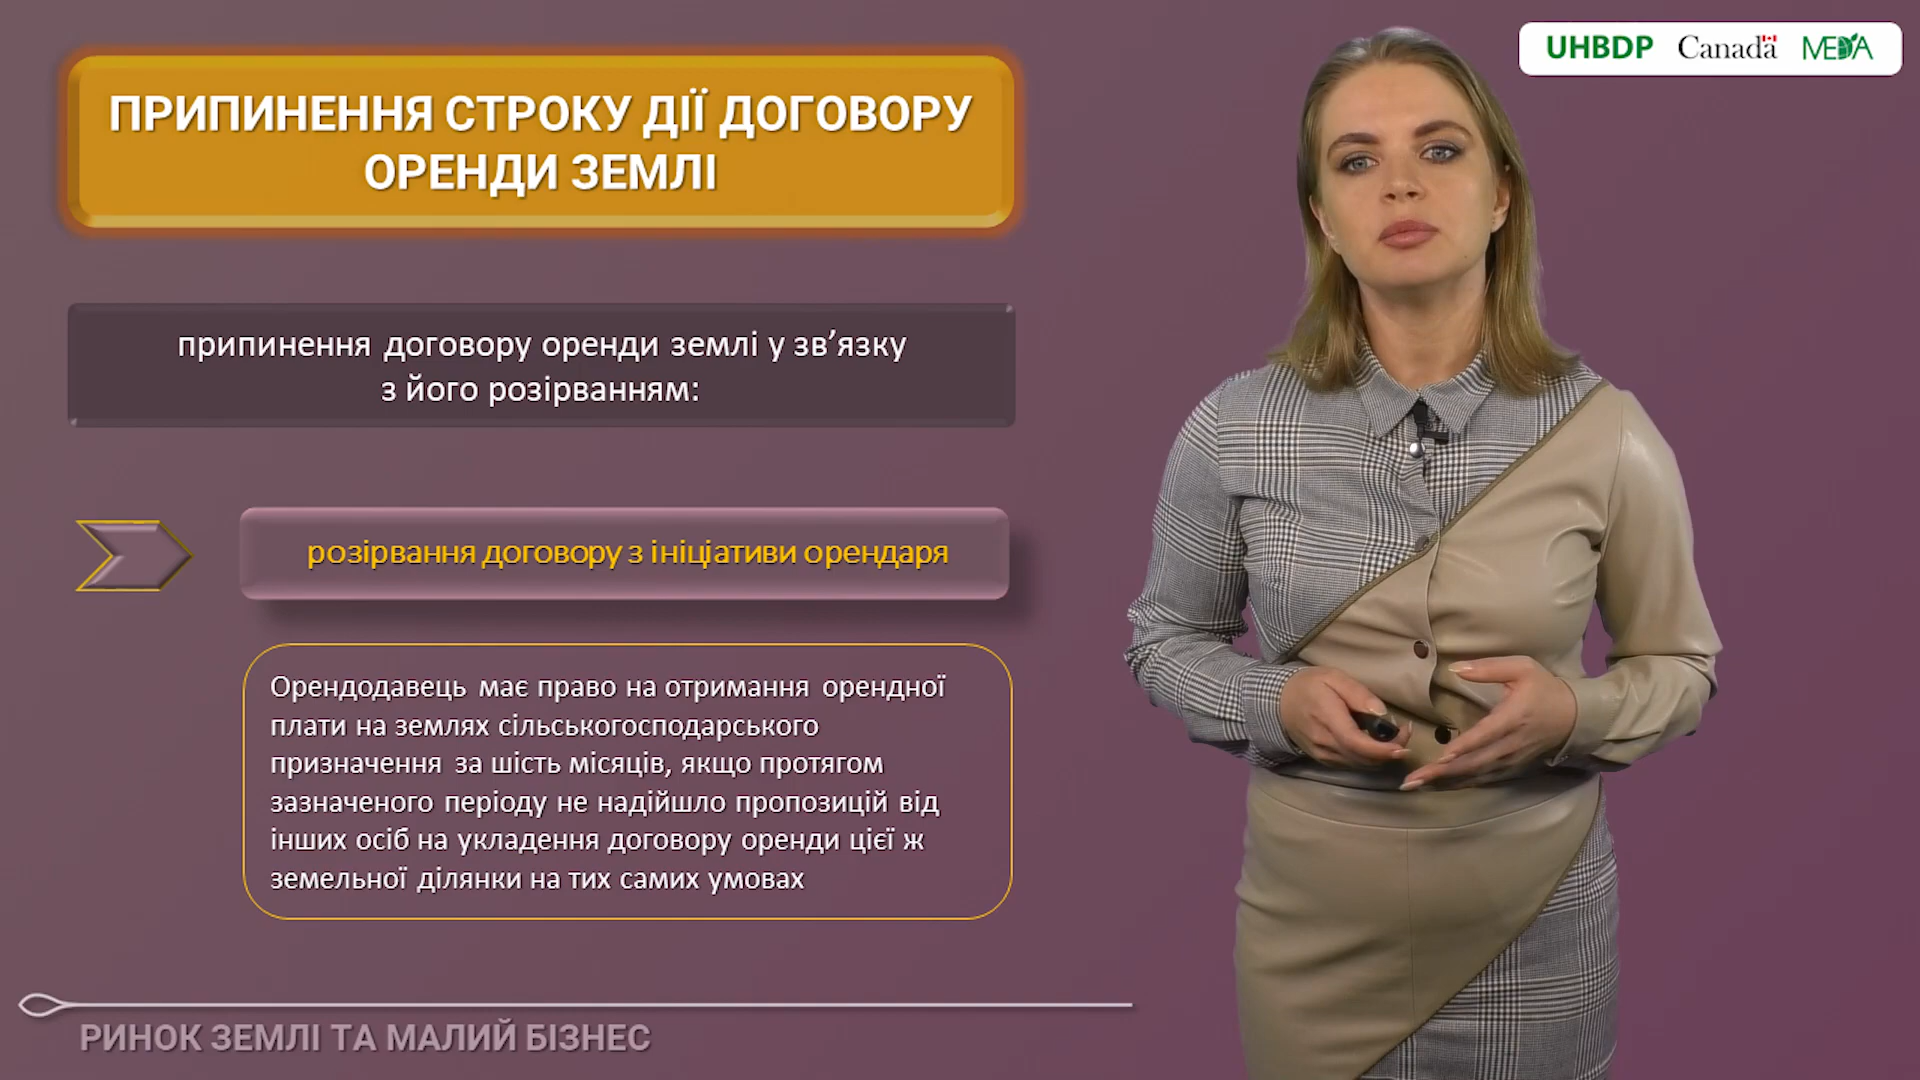 UHBDP Canada MEDA
ПРИПИНЕННЯ СТРОКУ ДІЇ ДОГОВОРУ
ОРЕНДИ ЗЕМЛІ
припинення договору оренди землі у зв’язку
з його розірванням:
розірвання договору з ініціативи орендаря
Орендодавець має право на отримання орендної
плати на землях сільськогосподарського
призначення за шість місяців, якщо протягом
зазначеного періоду не надійшло пропозицій від
інших осіб на укладення договору оренди цієї ж
земельної ділянки на тих самих умовах
РИНОК ЗЕМЛІ ТА МАЛИЙ БІЗНЕС